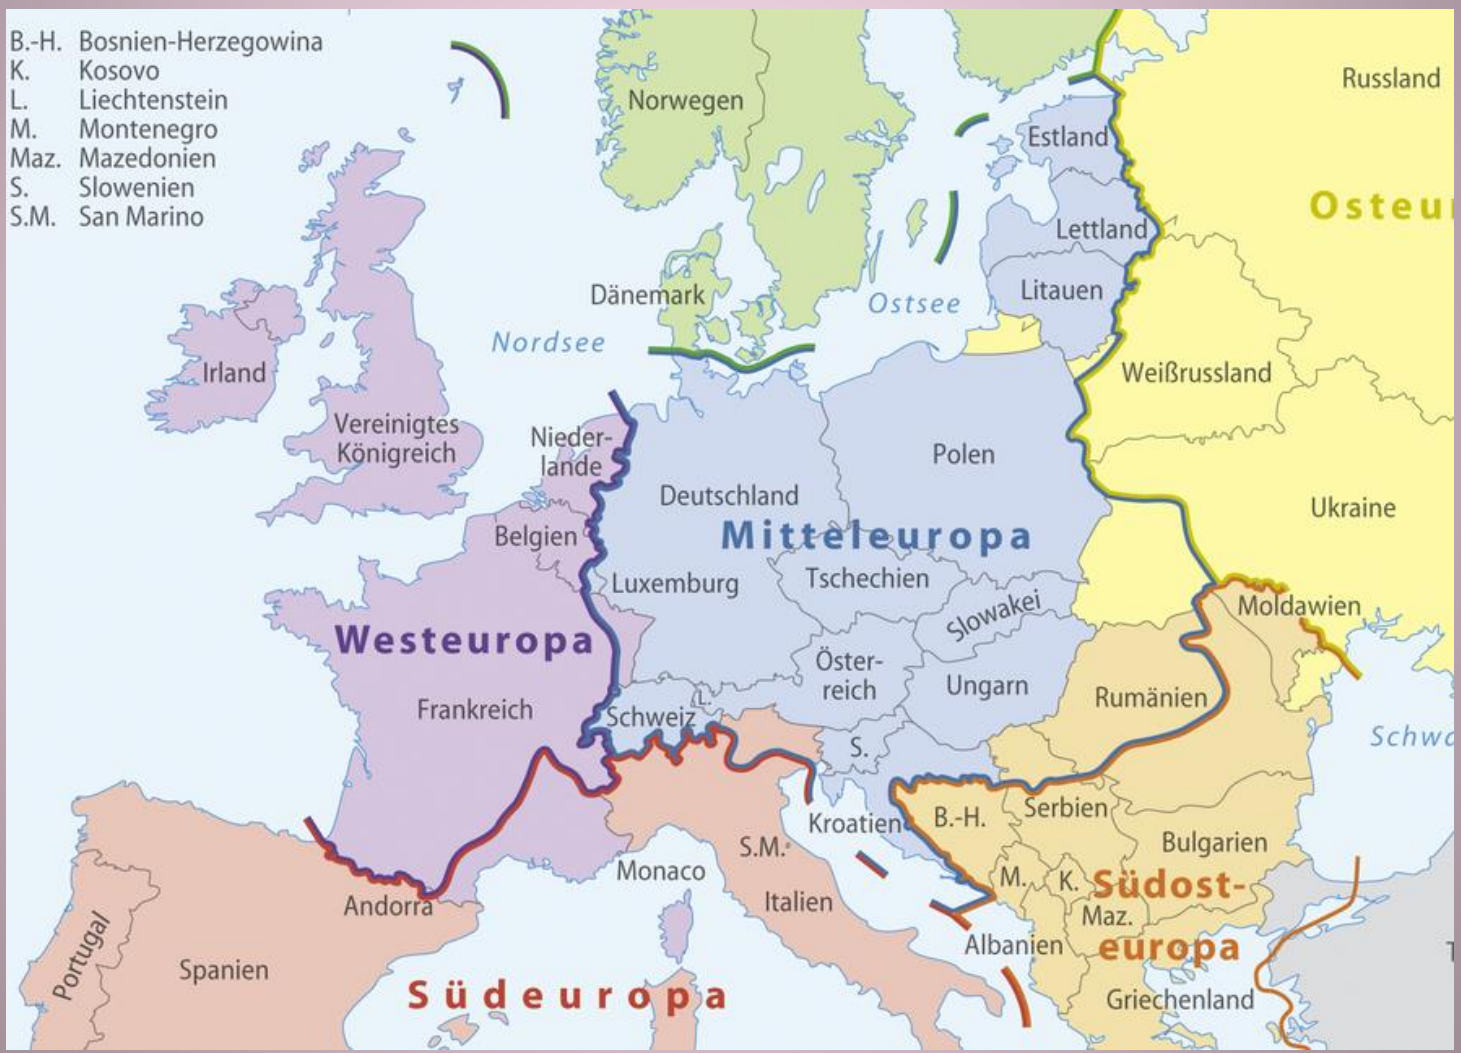 B.-H. Bosnien-Herzegowina
K. Kosovo
L. Liechtenstein
M. Montenegro
Maz. Mazedonien
S. Slowenien
S.M. San Marino
Norwegen
Russland
Estland
Osteu
Lettland
Litauen
Dänemark
Ostsee
Nordsee
Irland
Weißrussland
Vereinigtes
Königreich
Nieder-
lande
Polen
Deutschland
Ukraine
Mitteleuropa
Belgien
Luxemburg
Tschechien
Slowakei
Moldawien
Westeuropa
Öster-
reich
Ungarn
Rumänien
Frankreich
L.
Schweiz
S.
Schwa
Kroatien
B.-H.
Serbien
Bulgarien
S.M.
Monaco
M.
K.
Südost-
europa
Andorra
Italien
Maz.
Albanien
Portugal
Spanien
Südeuropa
Griechenland